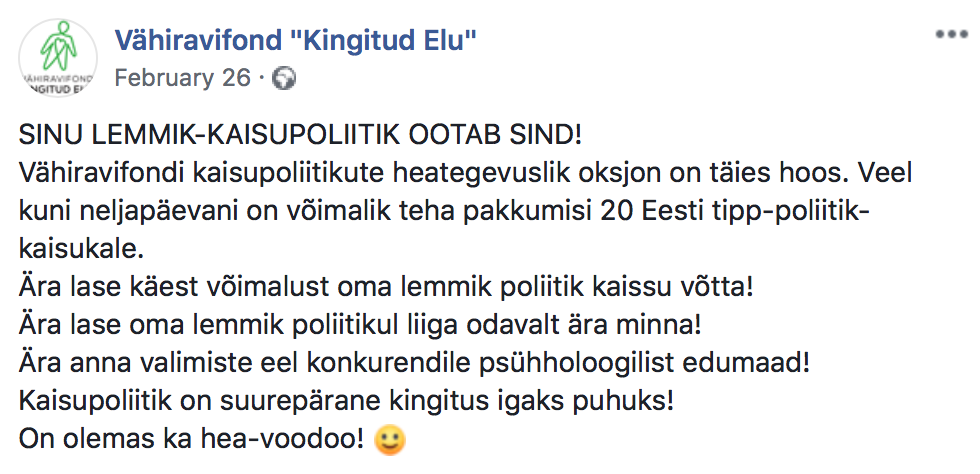 VÄHIRAVIFOND
KINGITUD ELU
Vähiravifond "Kingitud Elu"
February 26 ·
SINU LEMMIK-KAISUPOLIITIK OOTAB SIND!
Vähiravifondi kaisupoliitikute heategevuslik oksjon on täies hoos. Veel
kuni neljapäevani on võimalik teha pakkumisi 20 Eesti tipp-poliitik-
kaisukale.
Ära lase käest võimalust oma lemmik poliitik kaissu võtta!
Ära lase oma lemmik poliitikul liiga odavalt ära minna!
Ära anna valimiste eel konkurendile psühholoogilist edumaad!
Kaisupoliitik on suurepärane kingitus igaks puhuks!
On olemas ka hea-voodoo! 🙂